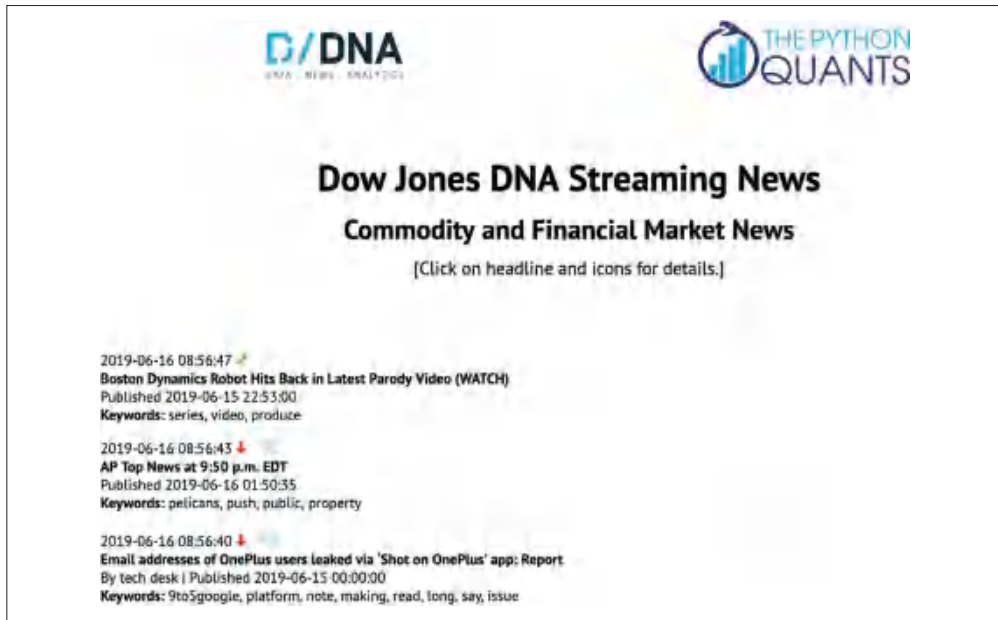 D/DNA
DATA NEWS ANALYTICS
THE PYTHON
QUANTS
Dow Jones DNA Streaming News
Commodity and Financial Market News
[Click on headline and icons for details.]
2019-06-16 08:56:47
Boston Dynamics Robot Hits Back in Latest Parody Video (WATCH)
Published 2019-06-15 22:53:00
Keywords: series, video, produce
2019-06-16 08:56:43
AP Top News at 9:50 p.m. EDT
Published 2019-06-16 01:50:35
Keywords: pelicans, push, public, property
2019-06-16 08:56:40
Email addresses of OnePlus users leaked via 'Shot on OnePlus' app: Report
By tech desk | Published 2019-06-15 00:00:00
Keywords: 9to5google, platform, note, making, read, long, say, issue